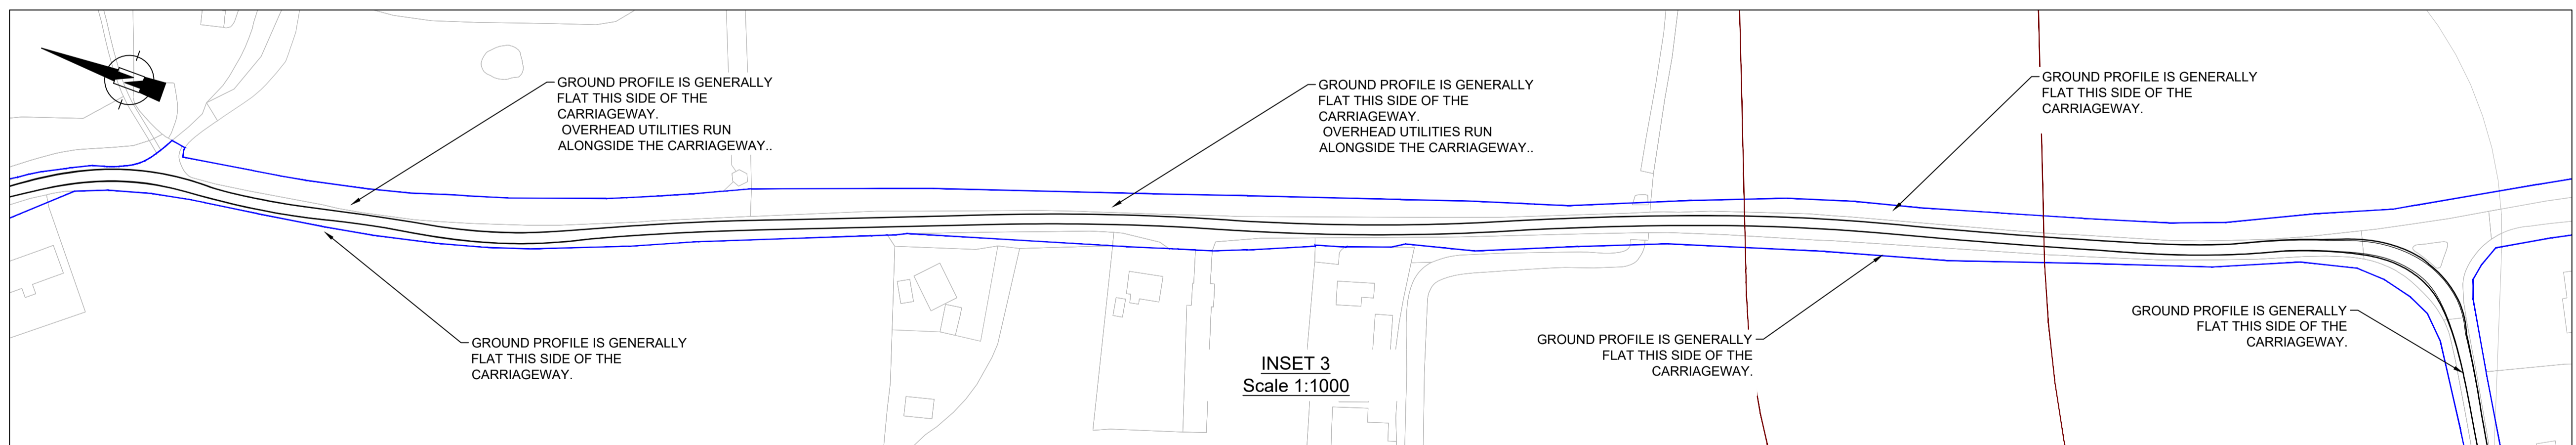 N
GROUND PROFILE IS GENERALLY
FLAT THIS SIDE OF THE
CARRIAGEWAY.
OVERHEAD UTILITIES RUN
ALONGSIDE THE CARRIAGEWAY..
GROUND PROFILE IS GENERALLY
FLAT THIS SIDE OF THE
CARRIAGEWAY.
OVERHEAD UTILITIES RUN
ALONGSIDE THE CARRIAGEWAY..
GROUND PROFILE IS GENERALLY
FLAT THIS SIDE OF THE
CARRIAGEWAY.
GROUND PROFILE IS GENERALLY
FLAT THIS SIDE OF THE
CARRIAGEWAY.
INSET 3
Scale 1:1000
GROUND PROFILE IS GENERALLY
FLAT THIS SIDE OF THE
CARRIAGEWAY.
GROUND PROFILE IS GENERALLY
FLAT THIS SIDE OF THE
CARRIAGEWAY.